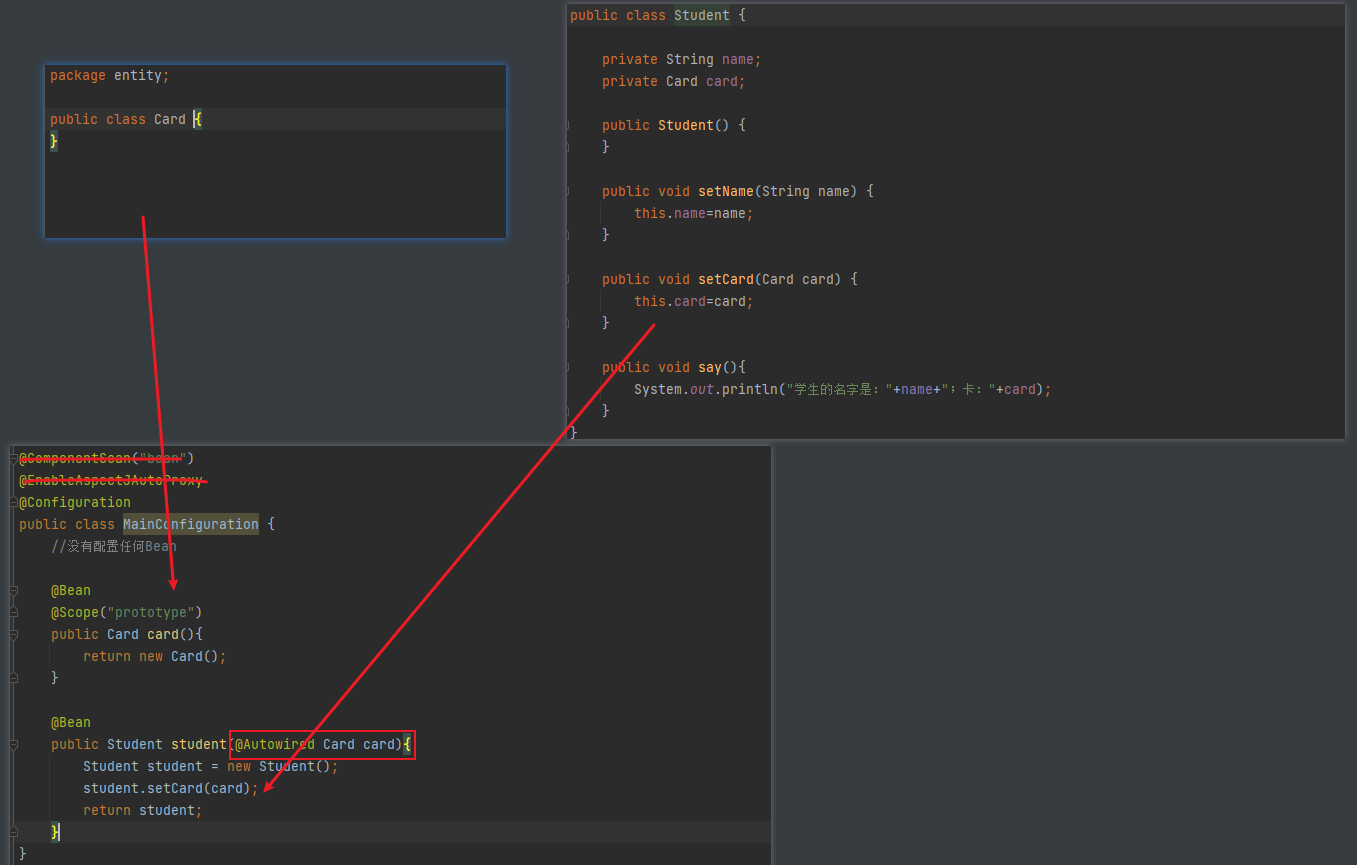 package entity;
public class Card {
}
public class Student {
private String name;
private Card card;
public Student() {
}
public void setName(String name) {
this.name=name;
}
public void setCard(Card card) {
this.card=card;
}
public void say(){
System.out.println("学生的名字是："+name+"；卡："+card);
}
}
@ComponentScan("bean")
@EnableAspectJAutoProxy
@Configuration
public class MainConfiguration {
//没有配置任何Bean
@Bean
@Scope("prototype")
public Card card(){
return new Card();
}
@Bean
public Student student(@Autowired Card card){
Student student = new Student();
student.setCard(card);
return student;
}
}